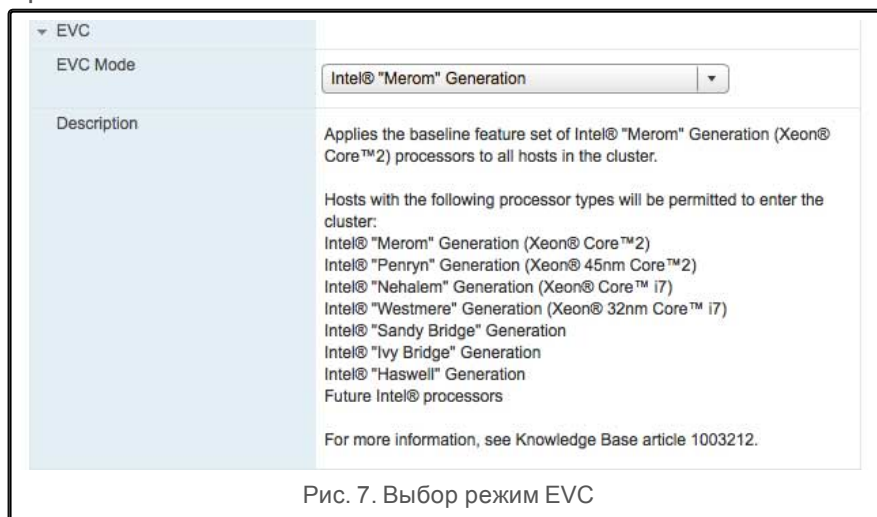 EVC
EVC Mode
Intel® "Merom" Generation
Description
Applies the baseline feature set of Intel® "Merom" Generation (Xeon®
Core™2) processors to all hosts in the cluster.
Hosts with the following processor types will be permitted to enter the
cluster:
Intel® "Merom" Generation (Xeon® Core™2)
Intel® "Penryn" Generation (Xeon® 45nm Core™2)
Intel® "Nehalem" Generation (Xeon® Core™ i7)
Intel® "Westmere" Generation (Xeon® 32nm Core™ i7)
Intel® "Sandy Bridge" Generation
Intel® "Ivy Bridge" Generation
Intel® "Haswell" Generation
Future Intel® processors
For more information, see Knowledge Base article 1003212.
Рис. 7. Выбор режим EVC